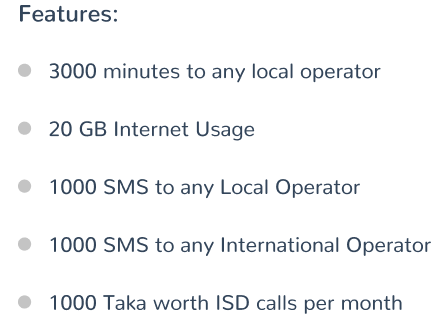 Features:
3000 minutes to any local operator
20 GB Internet Usage
1000 SMS to any Local Operator
1000 SMS to any International Operator
1000 Taka worth ISD calls per month